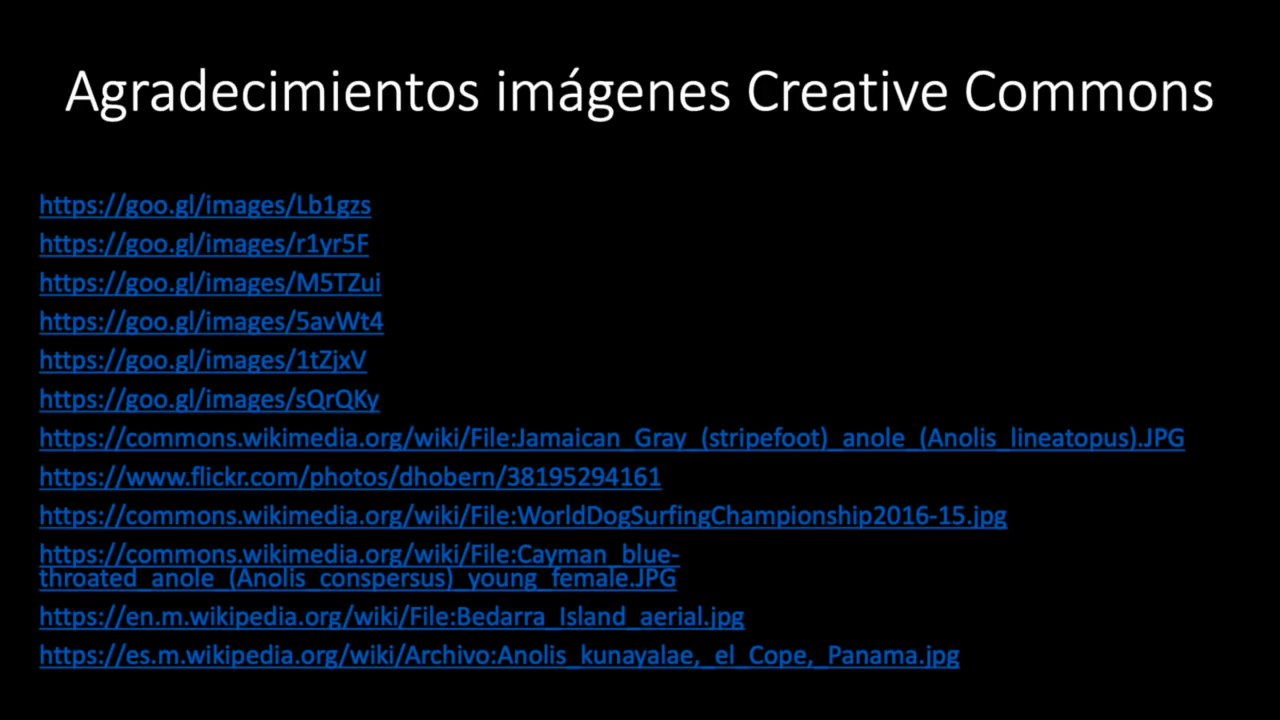 Agradecimientos imágenes Creative Commons
https://goo.gl/images/Lb1gzs
https://goo.gl/images/r1yr5F
https://goo.gl/images/M5TZui
https://goo.gl/images/5avWt4
https://goo.gl/images/1tZjxV
https://goo.gl/images/sQrQKy
https://commons.wikimedia.org/wiki/File:Jamaican_Gray_(stripefoot)_anole_(Anolis_lineatopus).JPG
https://www.flickr.com/photos/dhobern/38195294161
https://commons.wikimedia.org/wiki/File:WorldDogSurfingChampionship2016-15.jpg
https://commons.wikimedia.org/wiki/File:Cayman_blue-
throated_anole_(Anolis_conspersus)_young_female.JPG
https://en.m.wikipedia.org/wiki/File:Bedarra_Island_aerial.jpg
https://es.m.wikipedia.org/wiki/Archivo:Anolis_kunayalae,_el_Cope,_Panama.jpg